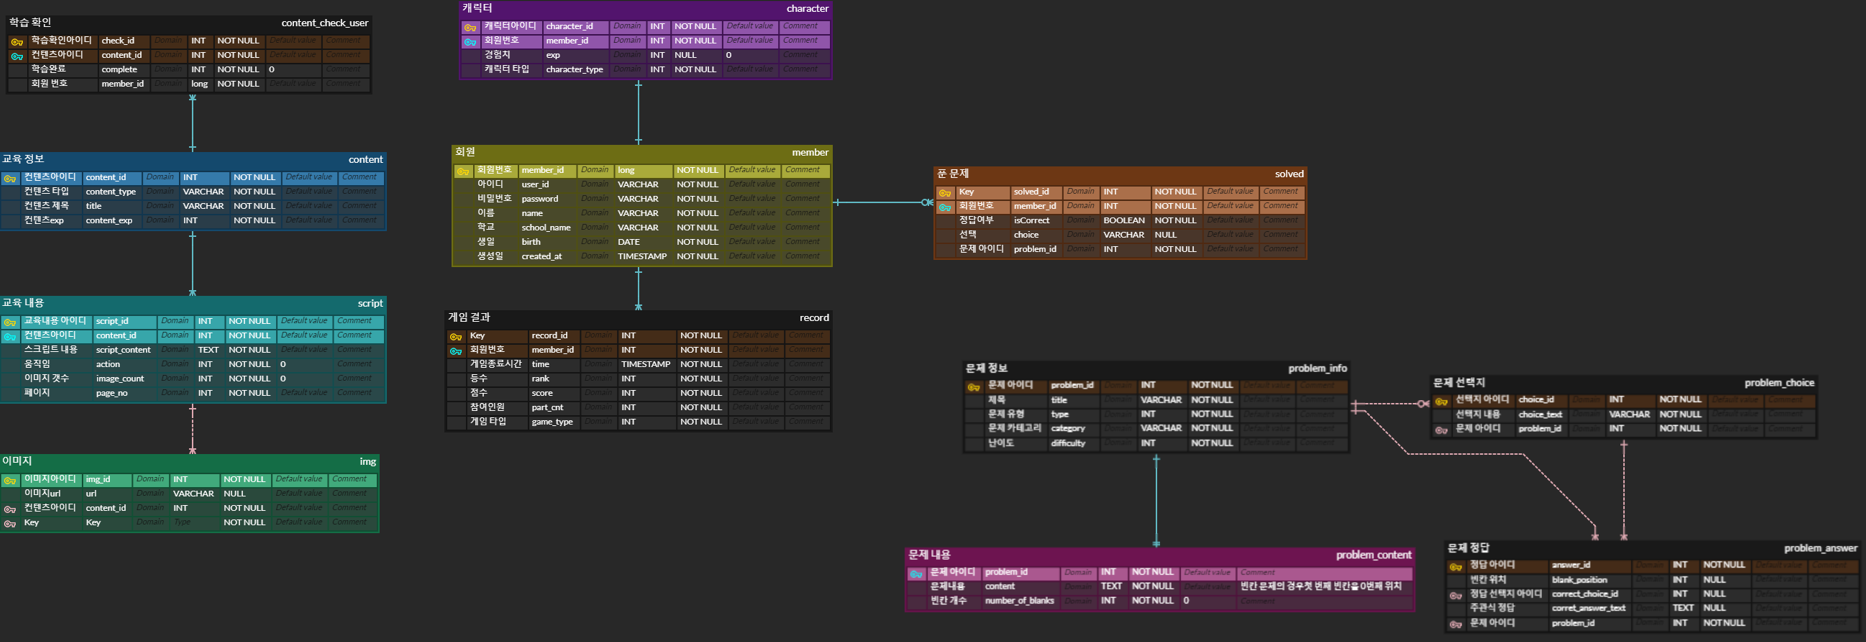 학습 확인 content_check_user
학습확인아이디 check_id Domain INT NOT NULL Default value Comment
컨텐츠아이디 content_id Domain INT NOT NULL Default value Comment
학습완료 complete Domain INT NOT NULL 0 Comment
회원 번호 member_id Domain long NOT NULL Default value Comment
교육 정보 content
컨텐츠아이디 content_id Domain INT NOT NULL Default value Comment
컨텐츠 타입 content_type Domain VARCHAR NOT NULL Default value Comment
컨텐츠 제목 title Domain VARCHAR NOT NULL Default value Comment
컨텐츠exp content_exp Domain INT NOT NULL Default value Comment
교육 내용 script
교육내용 아이디 script_id Domain INT NOT NULL Default value Comment
컨텐츠아이디 content_id Domain INT NOT NULL Default value Comment
스크립트 내용 script_content Domain TEXT NOT NULL Default value Comment
움직임 action Domain INT NOT NULL 0 Comment
이미지 갯수 image_count Domain INT NOT NULL 0 Comment
페이지 page_no Domain INT NOT NULL Default value Comment
이미지 img
이미지아이디 img_id Domain INT NOT NULL Default value Comment
이미지url url Domain VARCHAR NULL Default value Comment
컨텐츠아이디 content_id Domain INT NOT NULL Default value Comment
Key Key Domain Type NOT NULL Default value Comment
캐릭터 character
캐릭터아이디 character_id Domain INT NOT NULL Default value Comment
회원번호 member_id Domain INT NOT NULL Default value Comment
경험치 exp Domain INT NULL 0 Comment
캐릭터 타입 character_type Domain INT NOT NULL Default value Comment
회원 member
회원번호 member_id Domain long NOT NULL Default value Comment
아이디 user_id Domain VARCHAR NOT NULL Default value Comment
비밀번호 password Domain VARCHAR NOT NULL Default value Comment
이름 name Domain VARCHAR NOT NULL Default value Comment
학교 school_name Domain VARCHAR NOT NULL Default value Comment
생일 birth Domain DATE NOT NULL Default value Comment
생성일 created_at Domain TIMESTAMP NOT NULL Default value Comment
게임 결과 record
Key record_id Domain INT NOT NULL Default value Comment
회원번호 member_id Domain INT NOT NULL Default value Comment
게임종료시간 time Domain TIMESTAMP NOT NULL Default value Comment
등수 rank Domain INT NOT NULL Default value Comment
점수 score Domain INT NOT NULL Default value Comment
참여인원 part_cnt Domain INT NOT NULL Default value Comment
게임 타입 game_type Domain INT NOT NULL Default value Comment
푼 문제 solved
Key solved_id Domain INT NOT NULL Default value Comment
회원번호 member_id Domain INT NOT NULL Default value Comment
정답여부 isCorrect Domain BOOLEAN NOT NULL Default value Comment
선택 choice Domain VARCHAR NULL Default value Comment
문제 아이디 problem_id Domain INT NOT NULL Default value Comment
문제 정보 problem_info
문제 아이디 problem_id Domain INT NOT NULL Default value Comment
제목 title Domain VARCHAR NOT NULL Default value Comment
문제 유형 type Domain INT NOT NULL Default value Comment
문제 카테고리 category Domain VARCHAR NOT NULL Default value Comment
난이도 difficulty Domain INT NOT NULL Default value Comment
문제 선택지 problem_choice
선택지 아이디 choice_id Domain INT NOT NULL Default value Comment
선택지 내용 choice_text Domain VARCHAR NOT NULL Default value Comment
문제 아이디 problem_id Domain INT NOT NULL Default value Comment
문제 내용 problem_content
문제 아이디 problem_id Domain INT NOT NULL Default value Comment
문제내용 content Domain TEXT NOT NULL Default value 빈칸 문제의 경우 첫 번째 빈칸을 0번째 위치
빈칸 개수 number_of_blanks Domain INT NOT NULL 0 Comment
문제 정답 problem_answer
정답 아이디 answer_id Domain INT NOT NULL Default value Comment
빈칸 위치 blank_position Domain INT NULL Default value Comment
정답 선택지 아이디 correct_choice_id Domain INT NULL Default value Comment
주관식 정답 corret_answer_text Domain TEXT NULL Default value Comment
문제 아이디 problem_id Domain INT NOT NULL Default value Comment